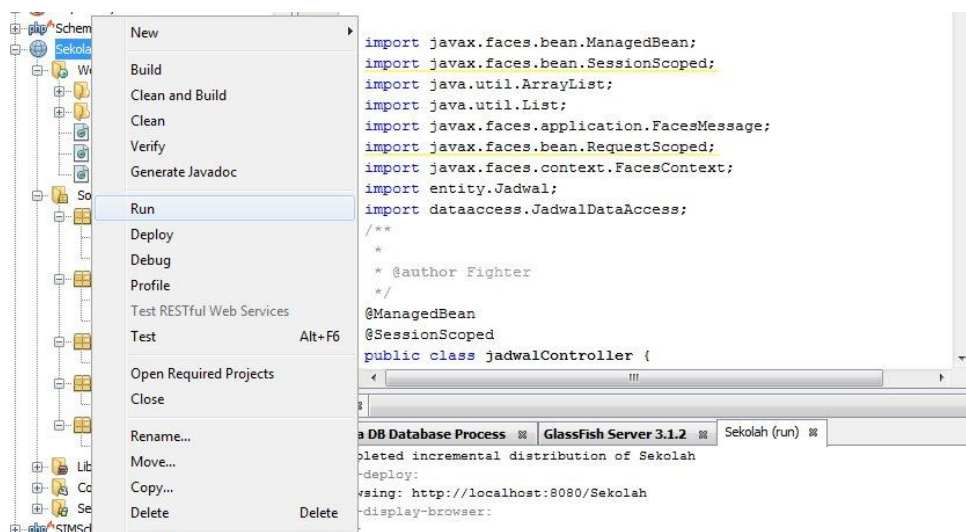 Schem
Sekola
We
So
Lib
Co
Se
SIMSc
New
Build
Clean and Build
Clean
Verify
Generate Javadoc
Run
Deploy
Debug
Profile
Test RESTful Web Services
Test Alt+F6
Open Required Projects
Close
Rename...
Move...
Copy...
Delete Delete
import javax.faces.bean.ManagedBean;
import javax.faces.bean.SessionScoped;
import java.util.ArrayList;
import java.util.List;
import javax.faces.application.FacesMessage;
import javax.faces.bean.RequestScoped;
import javax.faces.context.FacesContext;
import entity.Jadwal;
import dataaccess.JadwalDataAccess;
/**
*
* @author Fighter
*/
@ManagedBean
@SessionScoped
public class jadwalController {
a DB Database Process GlassFish Server 3.1.2 Sekolah (run)
pleted incremental distribution of Sekolah
-deploy:
wsing: http://localhost:8080/Sekolah
-display-browser: